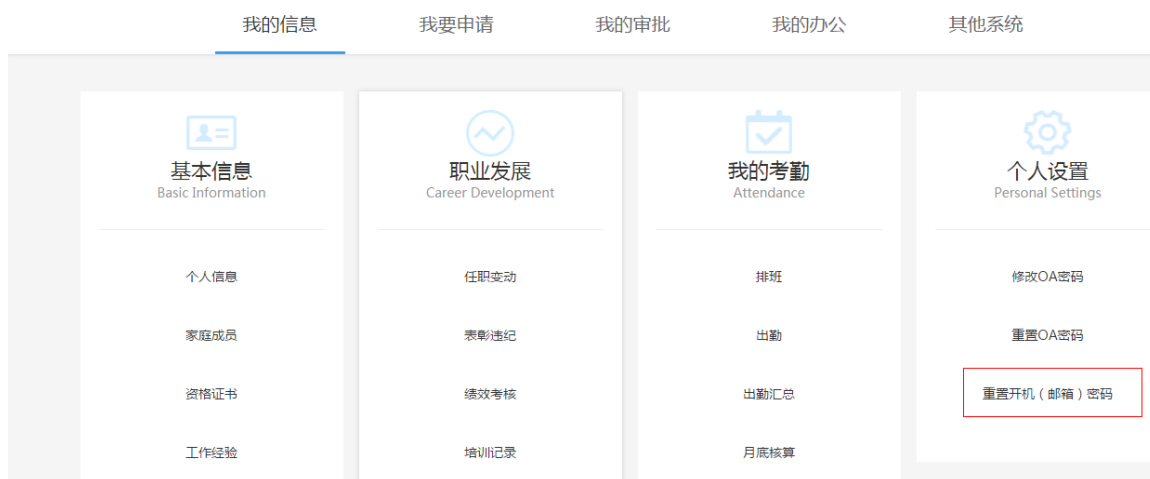 我的信息
我要申请
我的审批
我的办公
其他系统
基本信息
Basic Information
个人信息
家庭成员
资格证书
工作经验
职业发展
Career Development
任职变动
表彰违纪
绩效考核
培训记录
我的考勤
Attendance
排班
出勤
出勤汇总
月底核算
个人设置
Personal Settings
修改OA密码
重置OA密码
重置开机（邮箱）密码